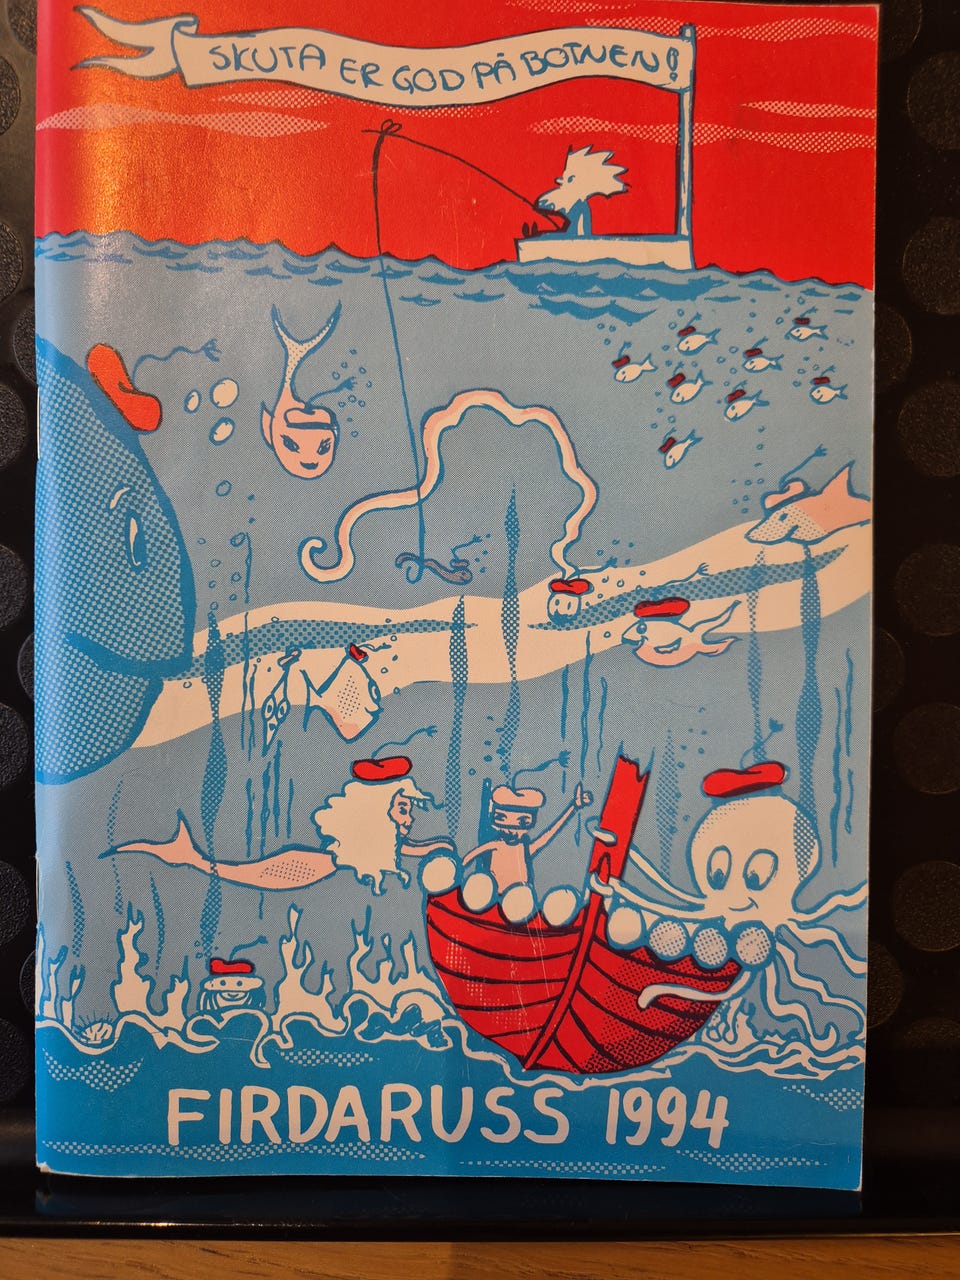 SKUTA ER GOD PÅ BOTNEN!
FIRDARUSS 1994